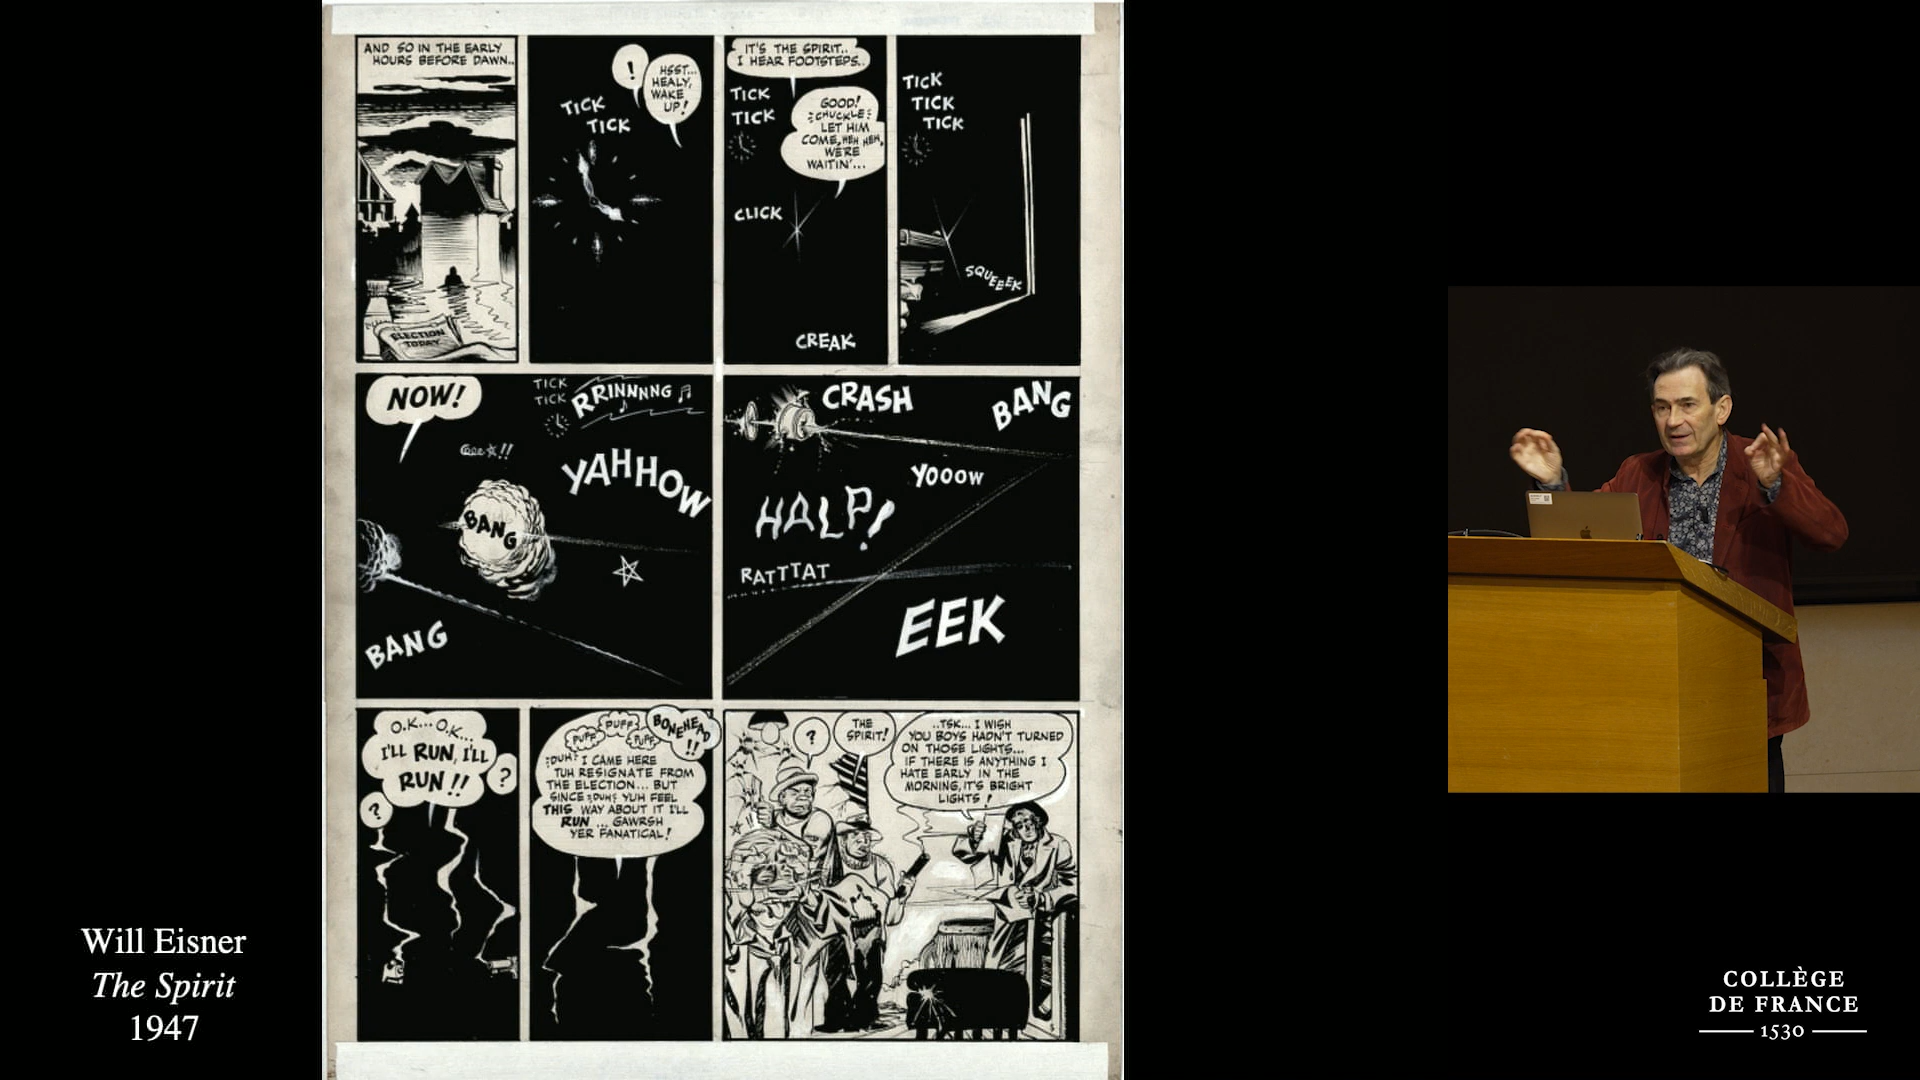 AND SO IN THE EARLY
HOURS BEFORE DAWN..
ELECTION
TODAY
!
HSST...
HEALY,
WAKE
UP!
TICK
TICK
IT'S THE SPIRIT..
I HEAR FOOTSTEPS..
TICK
TICK
GOOD!
CHUCKLE
LET HIM
COME, HEH HEH,
WE'RE
WAITIN'...
CLICK
CREAK
TICK
TICK
TICK
SQUEEEEK
NOW!
TICK
TICK
RRINNNNG
YAHHOW
BANG
BANG
CRASH
BANG
YOOOW
HALP!
RATTTAT
EEK
O.K... O.K...
I'LL RUN, I'LL
RUN !!
?
?
PUFF
PUFF
PUFF
BONEHEAD
!!
DUH I CAME HERE
TUH RESIGNATE FROM
THE ELECTION... BUT
SINCE DUH YUH FEEL
THIS WAY ABOUT IT I'LL
RUN ... GAWRSH
YER FANATICAL!
?
THE
SPIRIT!
..TSK... I WISH
YOU BOYS HADN'T TURNED
ON THOSE LIGHTS...
IF THERE IS ANYTHING I
HATE EARLY IN THE
MORNING, IT'S BRIGHT
LIGHTS!
Will Eisner
The Spirit
1947
COLLÈGE
DE FRANCE
1530